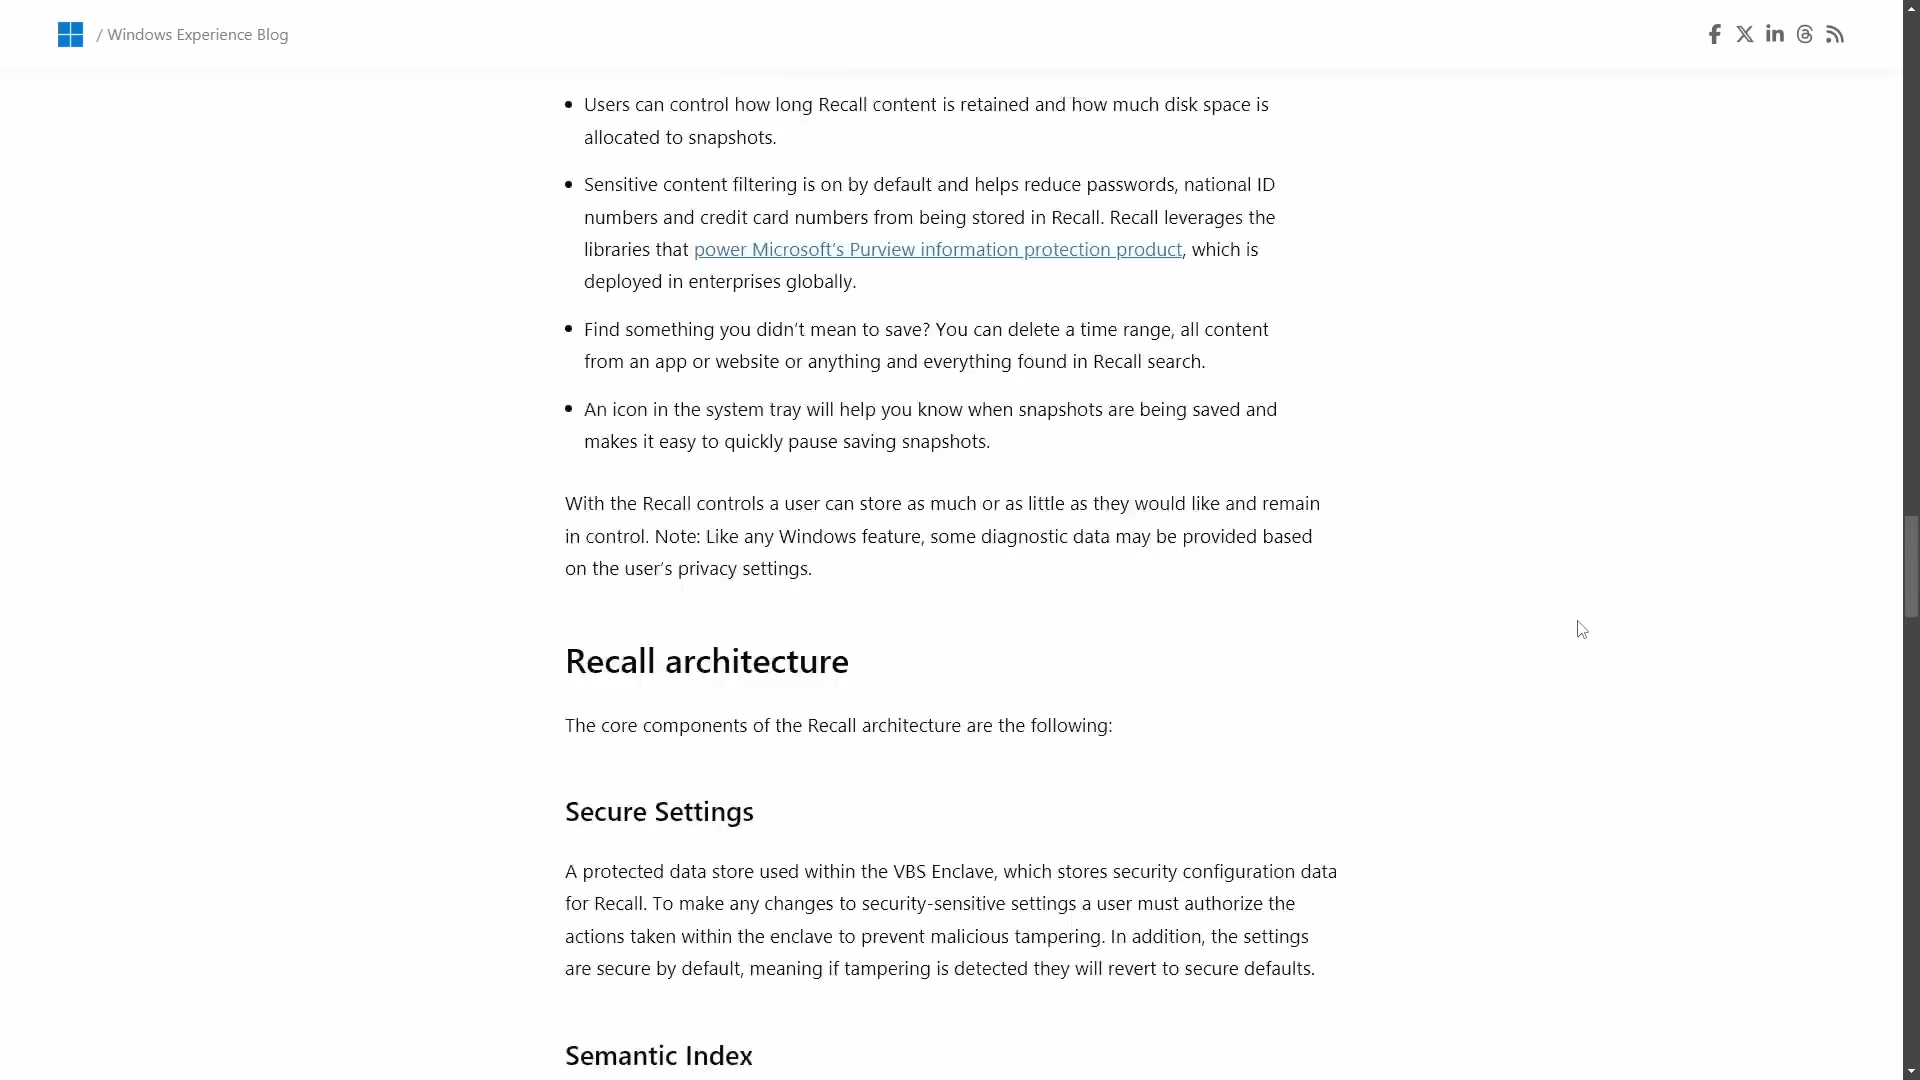 / Windows Experience Blog
• Users can control how long Recall content is retained and how much disk space is
allocated to snapshots.
• Sensitive content filtering is on by default and helps reduce passwords, national ID
numbers and credit card numbers from being stored in Recall. Recall leverages the
libraries that power Microsoft’s Purview information protection product, which is
deployed in enterprises globally.
• Find something you didn’t mean to save? You can delete a time range, all content
from an app or website or anything and everything found in Recall search.
• An icon in the system tray will help you know when snapshots are being saved and
makes it easy to quickly pause saving snapshots.
With the Recall controls a user can store as much or as little as they would like and remain
in control. Note: Like any Windows feature, some diagnostic data may be provided based
on the user’s privacy settings.
Recall architecture
The core components of the Recall architecture are the following:
Secure Settings
A protected data store used within the VBS Enclave, which stores security configuration data
for Recall. To make any changes to security-sensitive settings a user must authorize the
actions taken within the enclave to prevent malicious tampering. In addition, the settings
are secure by default, meaning if tampering is detected they will revert to secure defaults.
Semantic Index